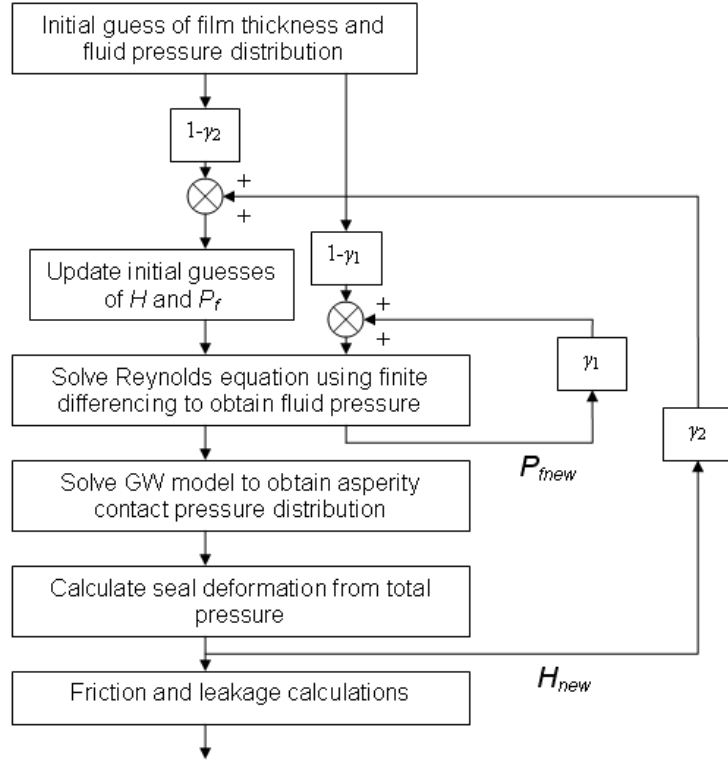 Initial guess of film thickness and
fluid pressure distribution
1-γ2
+
+
Update initial guesses
of H and Pf
1-γ1
+
+
γ1
Solve Reynolds equation using finite
differencing to obtain fluid pressure
γ2
Pfnew
Solve GW model to obtain asperity
contact pressure distribution
Calculate seal deformation from total
pressure
Hnew
Friction and leakage calculations